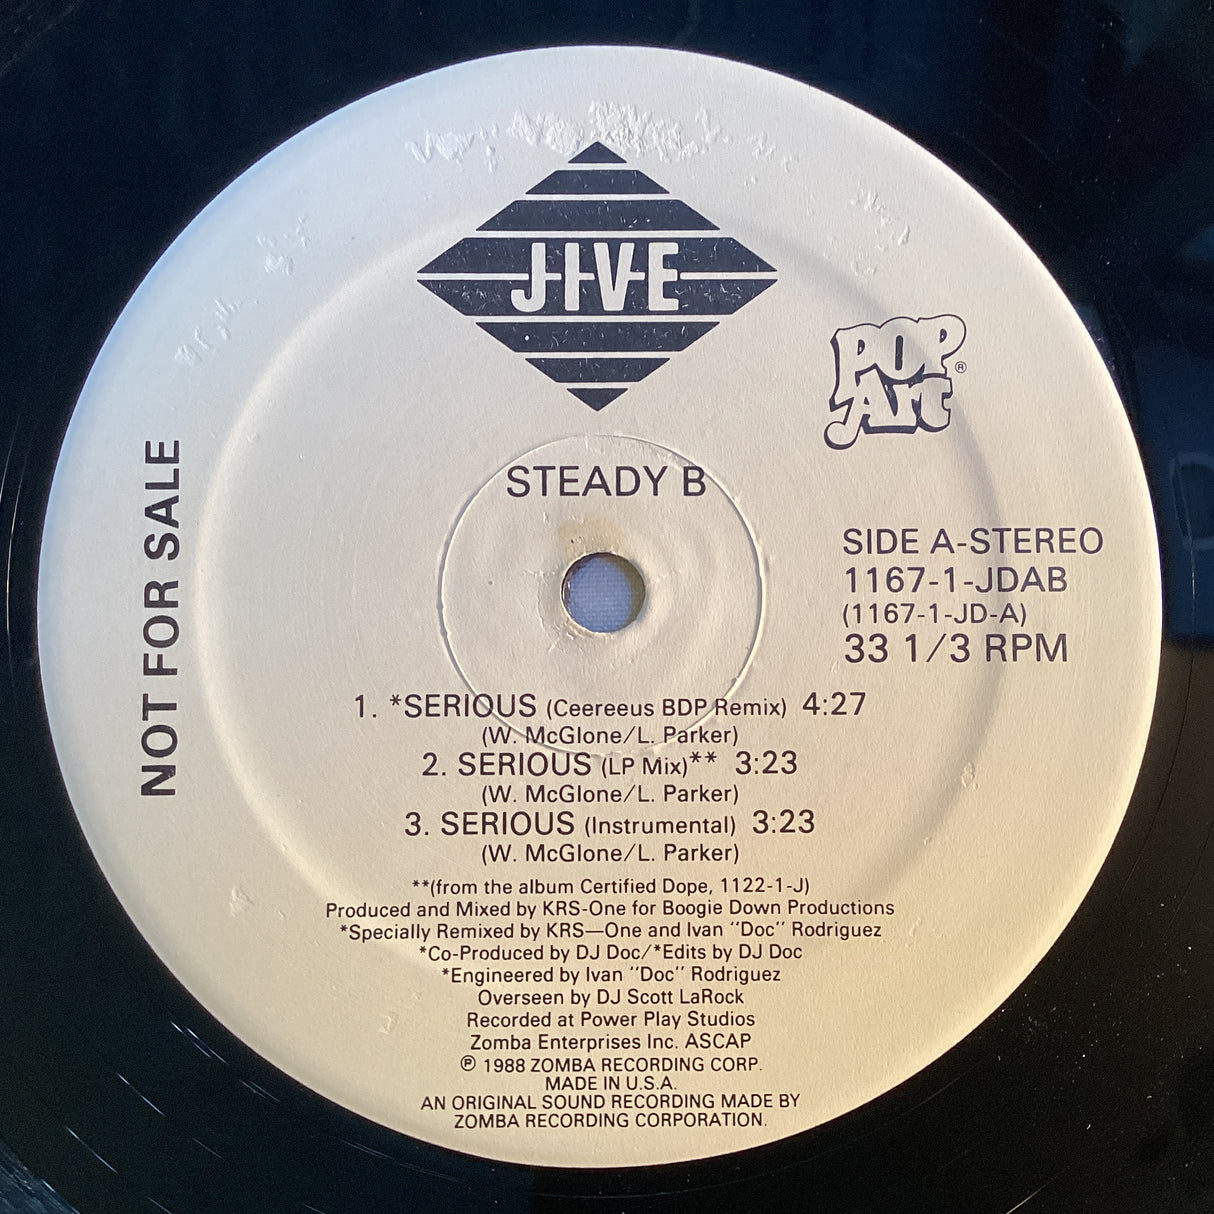 JIVE
POP
Art®
STEADY B
NOT FOR SALE
SIDE A-STEREO
1167-1-JDAB
(1167-1-JD-A)
33 1/3 RPM
1. *SERIOUS (Ceereeus BDP Remix) 4:27
(W. McGlone/L. Parker)
2. SERIOUS (LP Mix)** 3:23
(W. McGlone/L. Parker)
3. SERIOUS (Instrumental) 3:23
(W. McGlone/L. Parker)
**(from the album Certified Dope, 1122-1-J)
Produced and Mixed by KRS-One for Boogie Down Productions
*Specially Remixed by KRS—One and Ivan "Doc" Rodriguez
*Co-Produced by DJ Doc/*Edits by DJ Doc
*Engineered by Ivan "Doc" Rodriguez
Overseen by DJ Scott LaRock
Recorded at Power Play Studios
Zomba Enterprises Inc. ASCAP
℗ 1988 ZOMBA RECORDING CORP.
MADE IN U.S.A.
AN ORIGINAL SOUND RECORDING MADE BY
ZOMBA RECORDING CORPORATION.